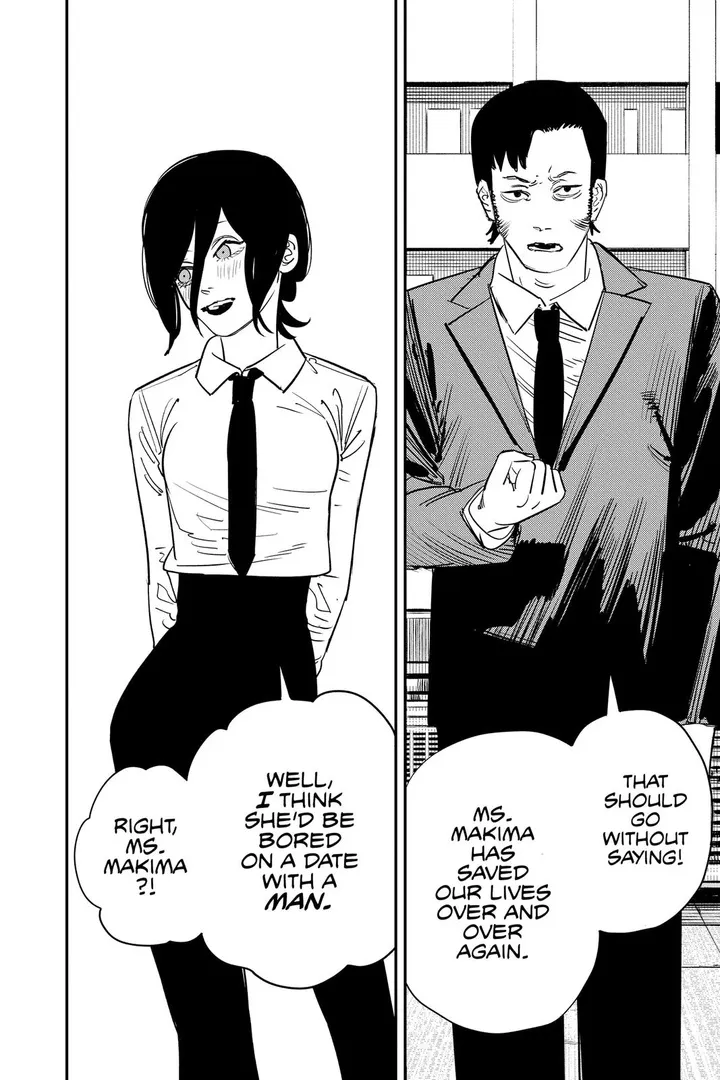 THAT
SHOULD
GO
WITHOUT
SAYING!
MS.
MAKIMA
HAS
SAVED
OUR LIVES
OVER AND
OVER
AGAIN.
WELL,
I THINK
SHE'D BE
BORED
ON A DATE
WITH A
MAN.
RIGHT,
MS.
MAKIMA
?!